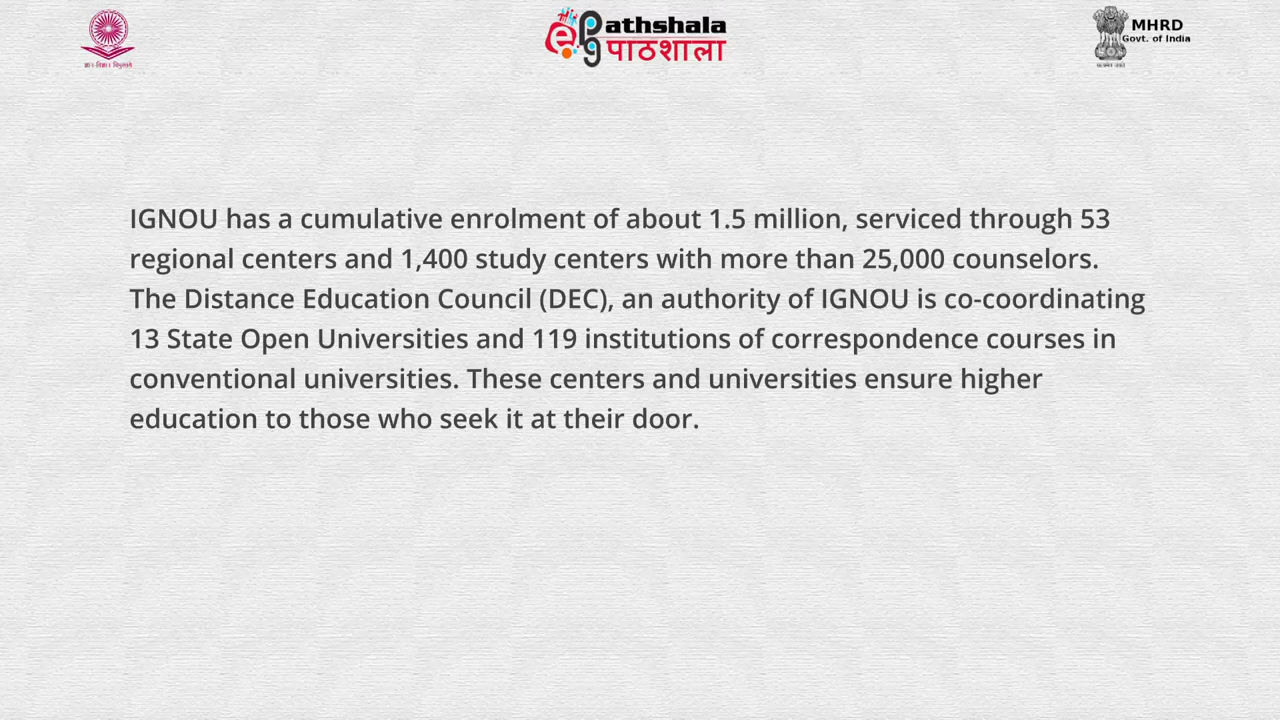 athshala
पाठशाला
MHRD
Govt. of India
IGNOU has a cumulative enrolment of about 1.5 million, serviced through 53
regional centers and 1,400 study centers with more than 25,000 counselors.
The Distance Education Council (DEC), an authority of IGNOU is co-coordinating
13 State Open Universities and 119 institutions of correspondence courses in
conventional universities. These centers and universities ensure higher
education to those who seek it at their door.